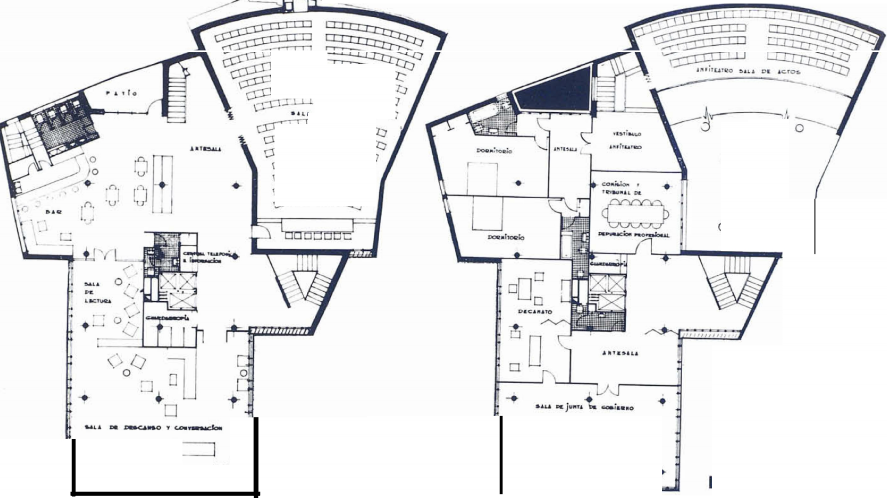 PATIO
SALA
ANTESALA
BAR
CENTRAL TELEFONICA
E INFORMACION
SALA
DE
LECTURA
GUARDARROPIA
SALA DE DESCANSO Y CONVERSACION
ANFITEATRO SALA DE ACTOS
VESTIBULO
ANFITEATRO
DORMITORIO
ANTESALA
COMISION Y
TRIBUNAL DE
DEPURACION PROFESIONAL
DORMITORIO
GUARDARROPIA
DECANATO
ANTESALA
SALA DE JUNTA DE GOBIERNO